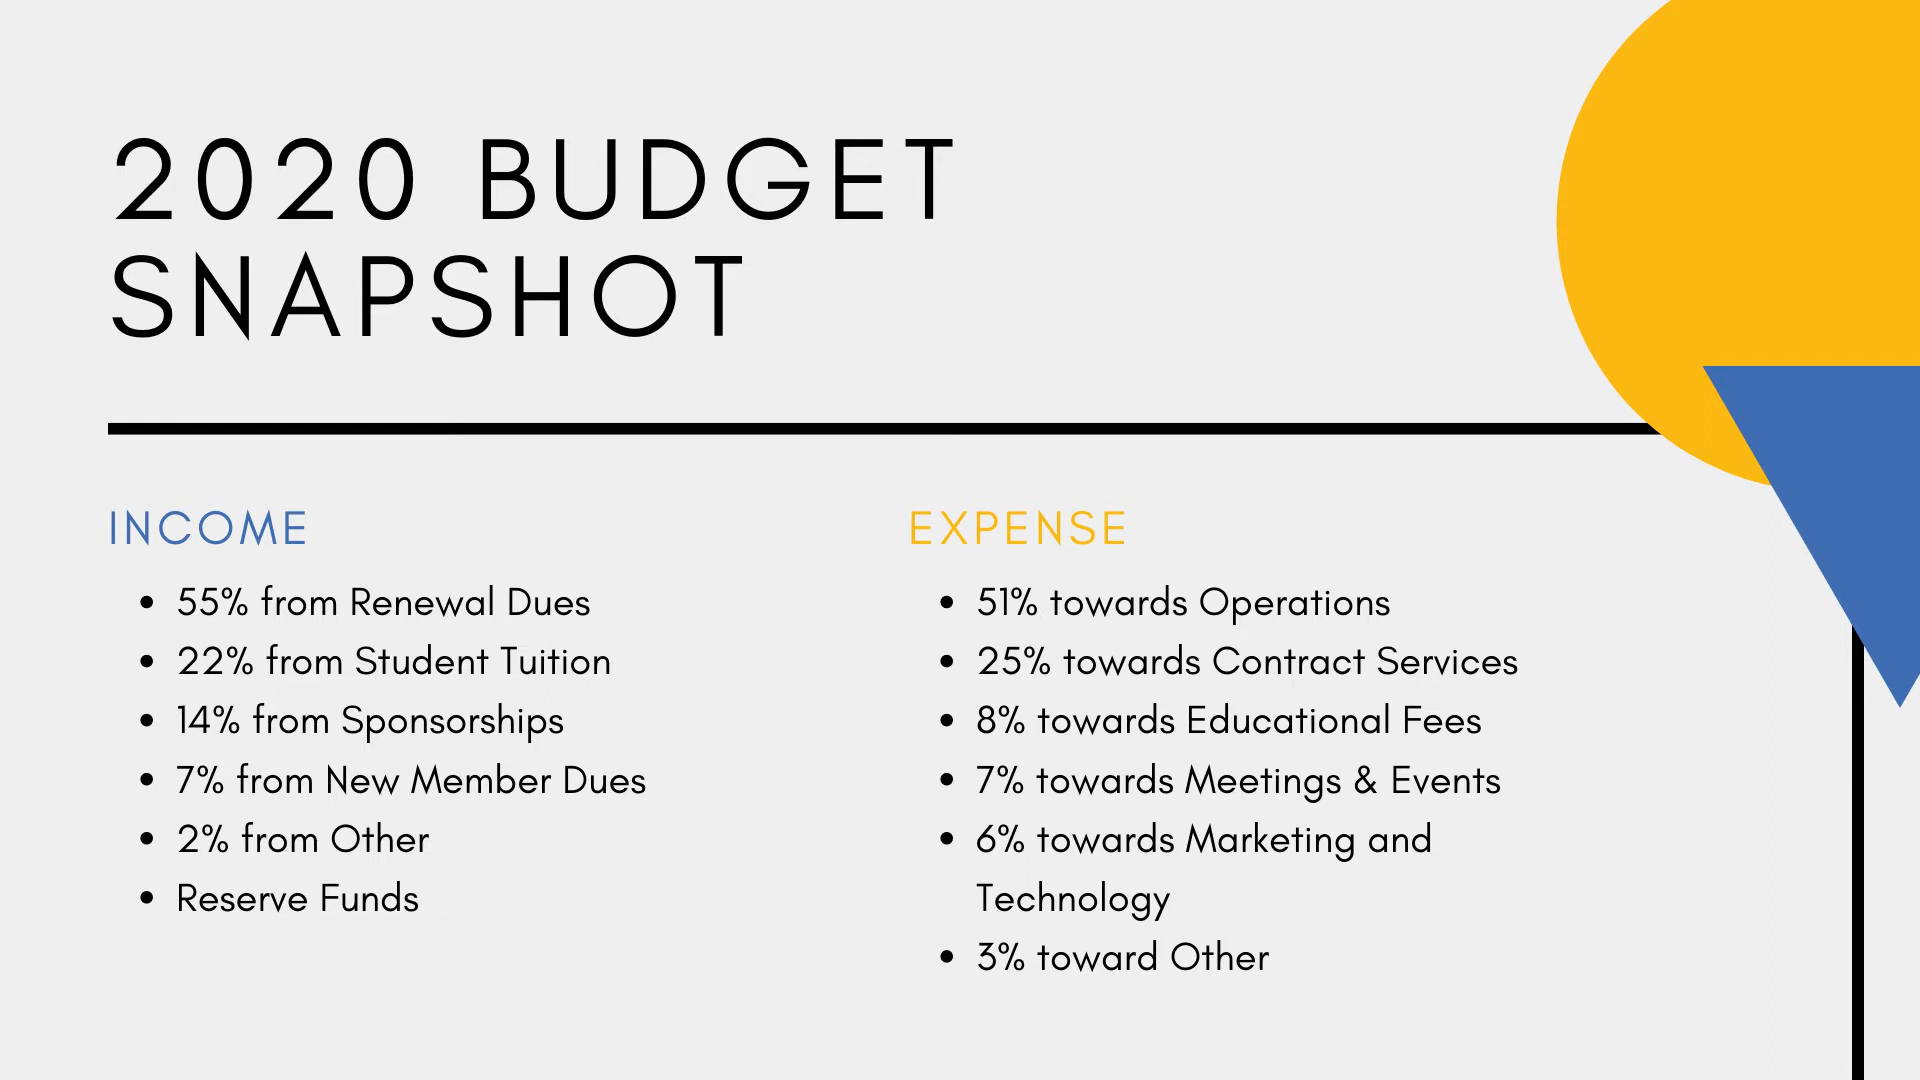 2020 BUDGET
SNAPSHOT
INCOME
• 55% from Renewal Dues
• 22% from Student Tuition
• 14% from Sponsorships
• 7% from New Member Dues
• 2% from Other
• Reserve Funds
EXPENSE
• 51% towards Operations
• 25% towards Contract Services
• 8% towards Educational Fees
• 7% towards Meetings & Events
• 6% towards Marketing and
Technology
• 3% toward Other